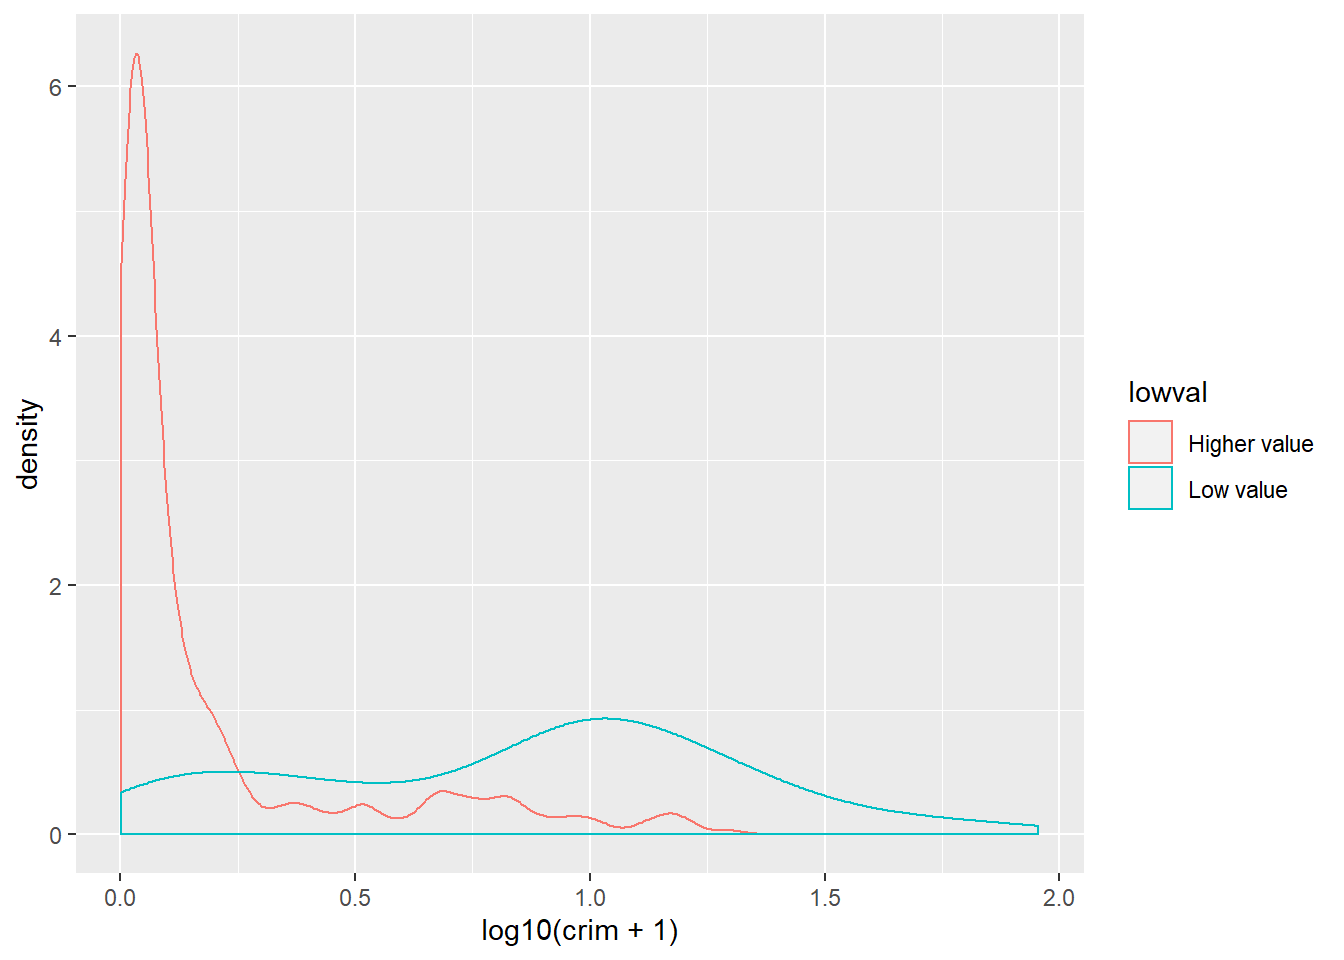 density
6
4
2
0
0.0 0.5 1.0 1.5 2.0
log10(crim + 1)
lowval
Higher value
Low value